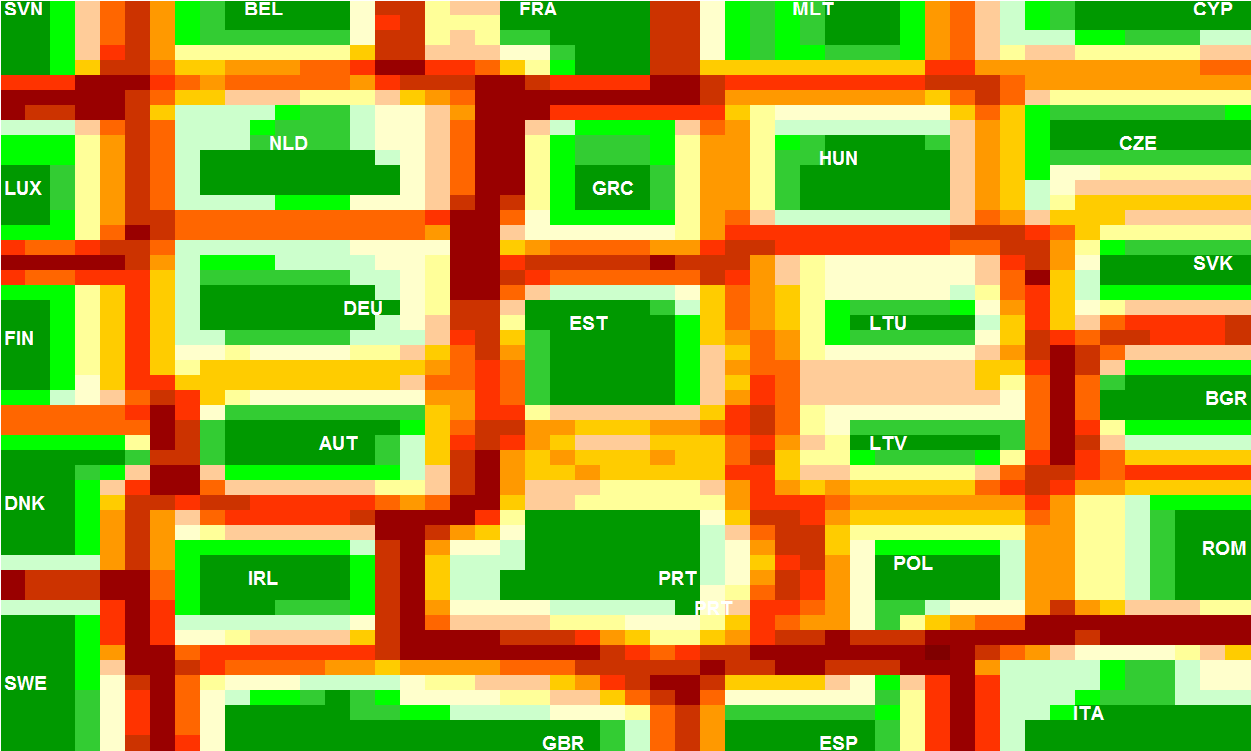 SVN BEL FRA MLT CYP
NLD HUN CZE
LUX GRC
SVK
DEU
FIN EST LTU
BGR
AUT LTV
DNK
ROM
IRL PRT POL
PRT
SWE
ITA
GBR ESP